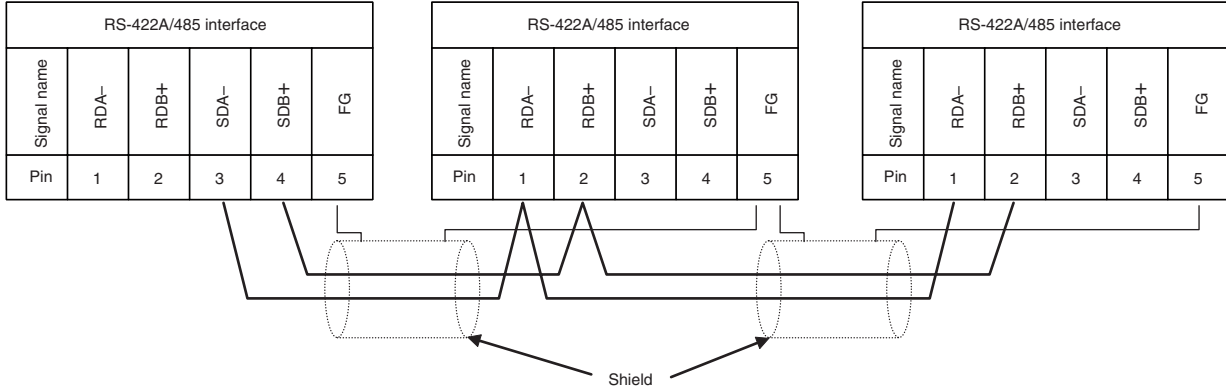 RS-422A/485 interface
Signal name RDA– RDB+ SDA– SDB+ FG
Pin 1 2 3 4 5
RS-422A/485 interface
Signal name RDA– RDB+ SDA– SDB+ FG
Pin 1 2 3 4 5
RS-422A/485 interface
Signal name RDA– RDB+ SDA– SDB+ FG
Pin 1 2 3 4 5
Shield